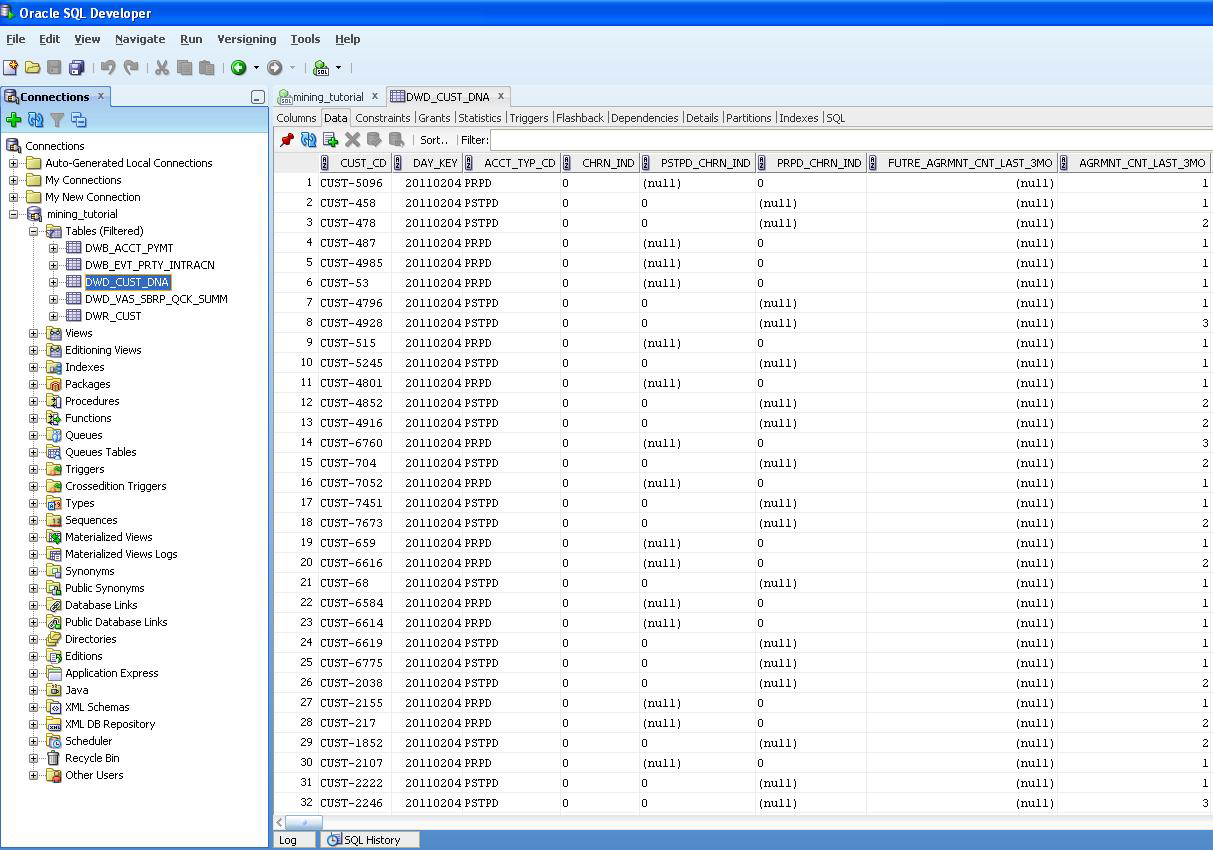 Oracle SQL Developer
File Edit View Navigate Run Versioning Tools Help
Connections
mining_tutorial DWD_CUST_DNA
Columns Data Constraints Grants Statistics Triggers Flashback Dependencies Details Partitions Indexes SQL
Sort.. Filter:
Connections
Auto-Generated Local Connections
My Connections
My New Connection
mining_tutorial
Tables (Filtered)
DWB_ACCT_PYMT
DWB_EVT_PRTY_INTRACN
DWD_CUST_DNA
DWD_VAS_SBRP_QCK_SUMM
DWR_CUST
Views
Editioning Views
Indexes
Packages
Procedures
Functions
Queues
Queues Tables
Triggers
Crossedition Triggers
Types
Sequences
Materialized Views
Materialized Views Logs
Synonyms
Public Synonyms
Database Links
Public Database Links
Directories
Editions
Application Express
Java
XML Schemas
XML DB Repository
Scheduler
Recycle Bin
Other Users
CUST_CD DAY_KEY ACCT_TYP_CD CHRN_IND PSTPD_CHRN_IND PRPD_CHRN_IND FUTRE_AGRMNT_CNT_LAST_3MO AGRMNT_CNT_LAST_3MO
1 CUST-5096 20110204 PRPD 0 (null) 0 (null) 1
2 CUST-458 20110204 PSTPD 0 0 (null) (null) 1
3 CUST-478 20110204 PSTPD 0 0 (null) (null) 2
4 CUST-487 20110204 PRPD 0 (null) 0 (null) 1
5 CUST-4985 20110204 PRPD 0 (null) 0 (null) 1
6 CUST-53 20110204 PRPD 0 (null) 0 (null) 1
7 CUST-4796 20110204 PSTPD 0 0 (null) (null) 1
8 CUST-4928 20110204 PSTPD 0 0 (null) (null) 3
9 CUST-515 20110204 PRPD 0 (null) 0 (null) 1
10 CUST-5245 20110204 PSTPD 0 0 (null) (null) 1
11 CUST-4801 20110204 PRPD 0 (null) 0 (null) 1
12 CUST-4852 20110204 PSTPD 0 0 (null) (null) 2
13 CUST-4916 20110204 PSTPD 0 0 (null) (null) 2
14 CUST-6760 20110204 PRPD 0 (null) 0 (null) 3
15 CUST-704 20110204 PSTPD 0 0 (null) (null) 2
16 CUST-7052 20110204 PRPD 0 (null) 0 (null) 1
17 CUST-7451 20110204 PSTPD 0 0 (null) (null) 1
18 CUST-7673 20110204 PSTPD 0 0 (null) (null) 2
19 CUST-659 20110204 PRPD 0 (null) 0 (null) 1
20 CUST-6616 20110204 PRPD 0 (null) 0 (null) 2
21 CUST-68 20110204 PSTPD 0 0 (null) (null) 1
22 CUST-6584 20110204 PRPD 0 (null) 0 (null) 1
23 CUST-6614 20110204 PRPD 0 (null) 0 (null) 1
24 CUST-6619 20110204 PSTPD 0 0 (null) (null) 1
25 CUST-6775 20110204 PSTPD 0 0 (null) (null) 1
26 CUST-2038 20110204 PSTPD 0 0 (null) (null) 2
27 CUST-2155 20110204 PRPD 0 (null) 0 (null) 1
28 CUST-217 20110204 PRPD 0 (null) 0 (null) 2
29 CUST-1852 20110204 PSTPD 0 0 (null) (null) 2
30 CUST-2107 20110204 PRPD 0 (null) 0 (null) 1
31 CUST-2222 20110204 PSTPD 0 0 (null) (null) 1
32 CUST-2246 20110204 PSTPD 0 0 (null) (null) 3
Log SQL History